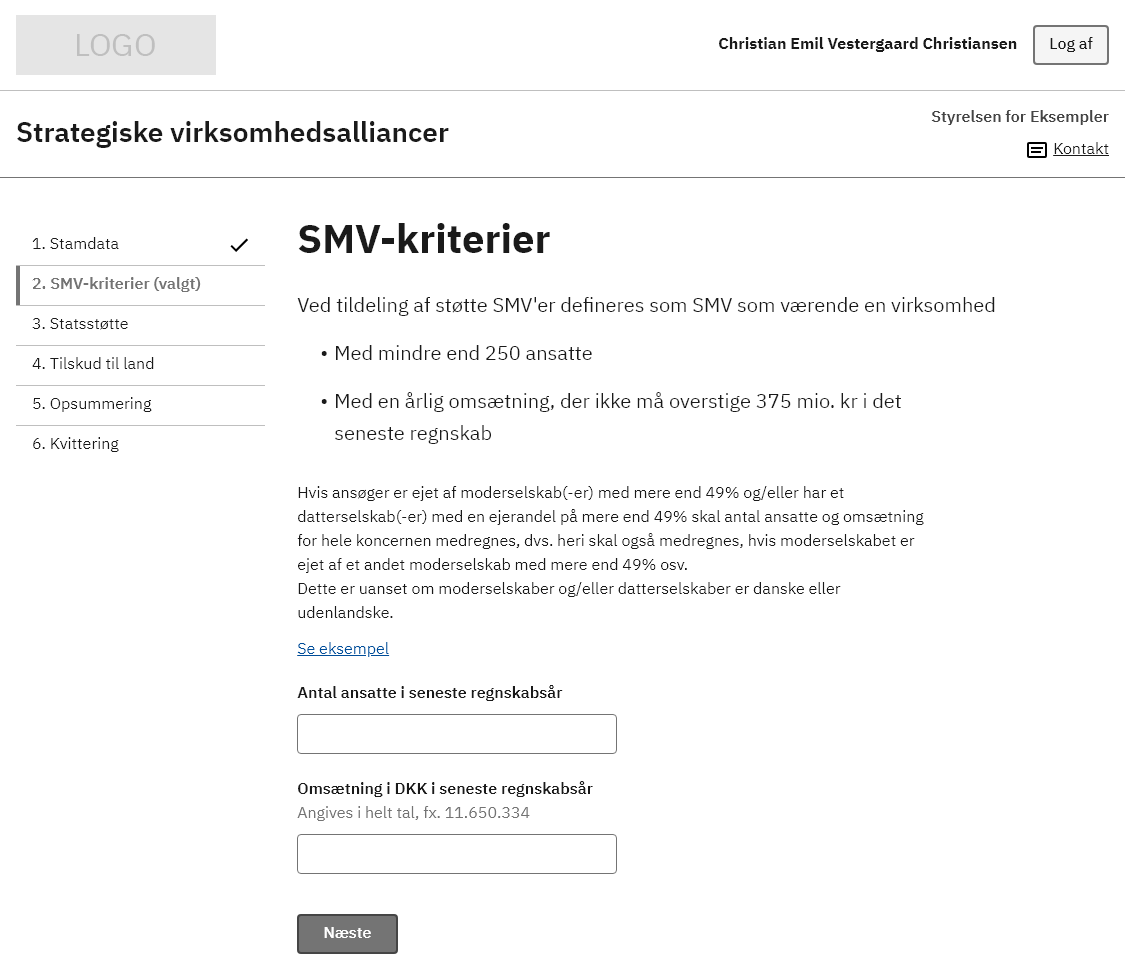 LOGO
Christian Emil Vestergaard Christiansen
Log af
Strategiske virksomhedsalliancer
Styrelsen for Eksempler
Kontakt
1. Stamdata
2. SMV-kriterier (valgt)
3. Statsstøtte
4. Tilskud til land
5. Opsummering
6. Kvittering
SMV-kriterier
Ved tildeling af støtte SMV'er defineres som SMV som værende en virksomhed
• Med mindre end 250 ansatte
• Med en årlig omsætning, der ikke må overstige 375 mio. kr i det
seneste regnskab
Hvis ansøger er ejet af moderselskab(-er) med mere end 49% og/eller har et
datterselskab(-er) med en ejerandel på mere end 49% skal antal ansatte og omsætning
for hele koncernen medregnes, dvs. heri skal også medregnes, hvis moderselskabet er
ejet af et andet moderselskab med mere end 49% osv.
Dette er uanset om moderselskaber og/eller datterselskaber er danske eller
udenlandske.
Se eksempel
Antal ansatte i seneste regnskabsår
Omsætning i DKK i seneste regnskabsår
Angives i helt tal, fx. 11.650.334
Næste